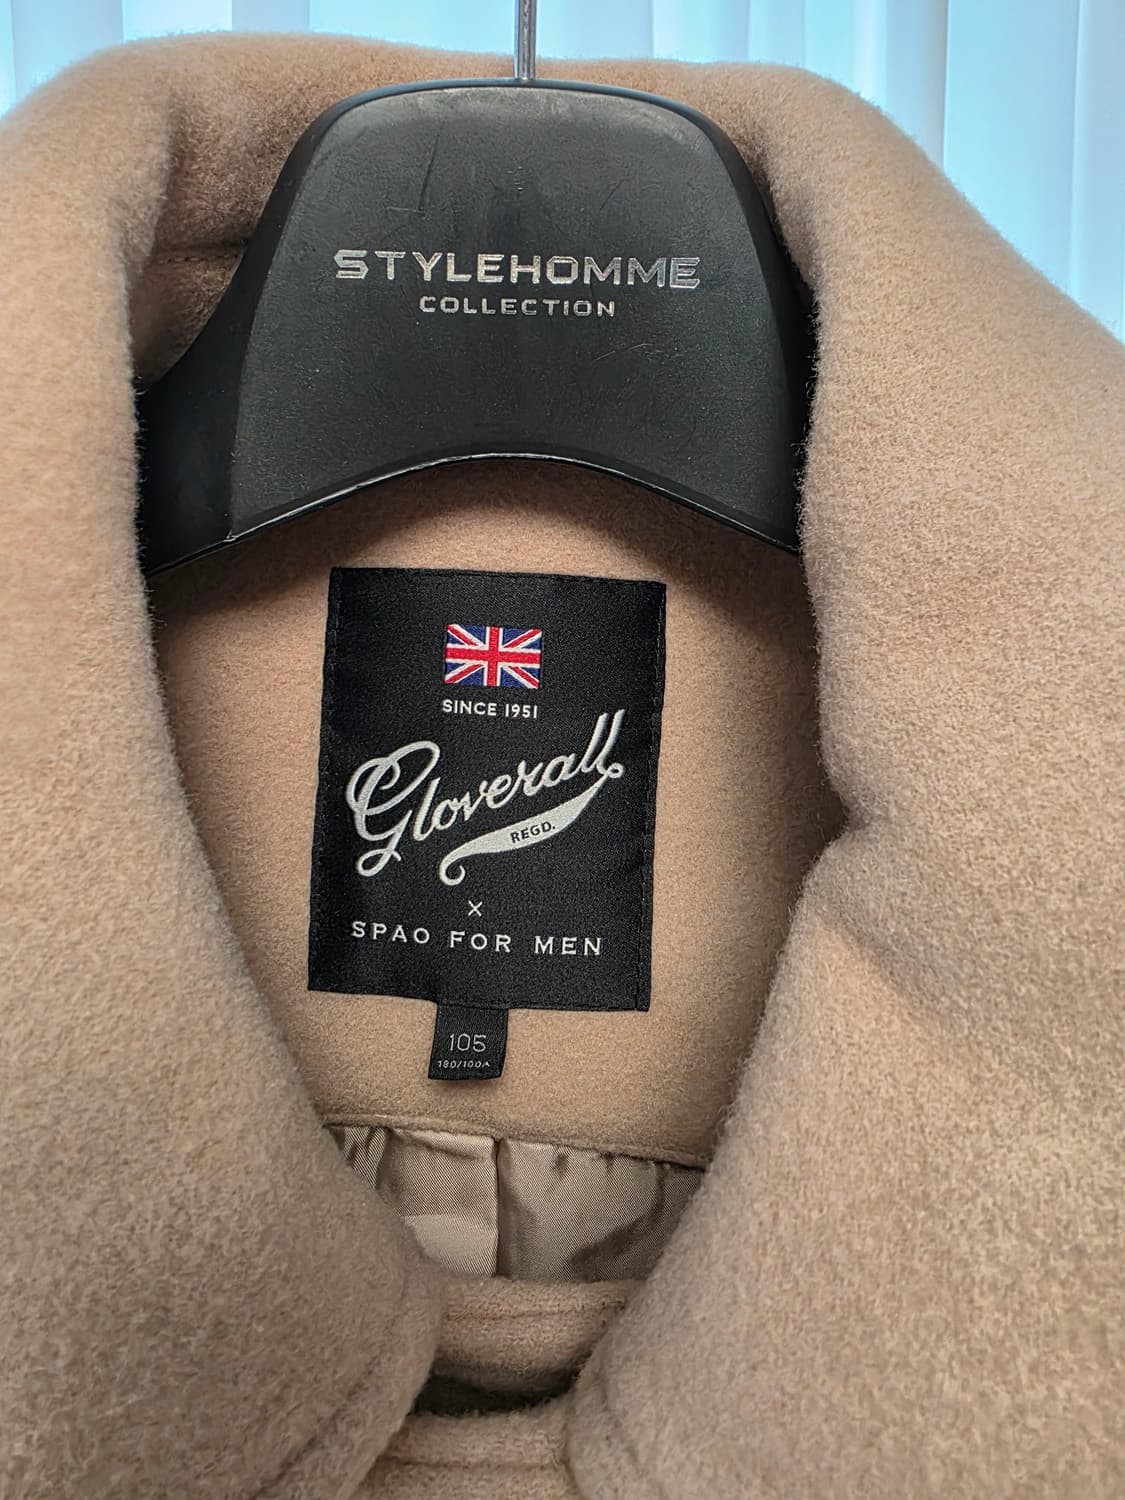 STYLEHOMME
COLLECTION
SINCE 1951
Gloverall
REGD.
×
SPAO FOR MEN
105
180/100A